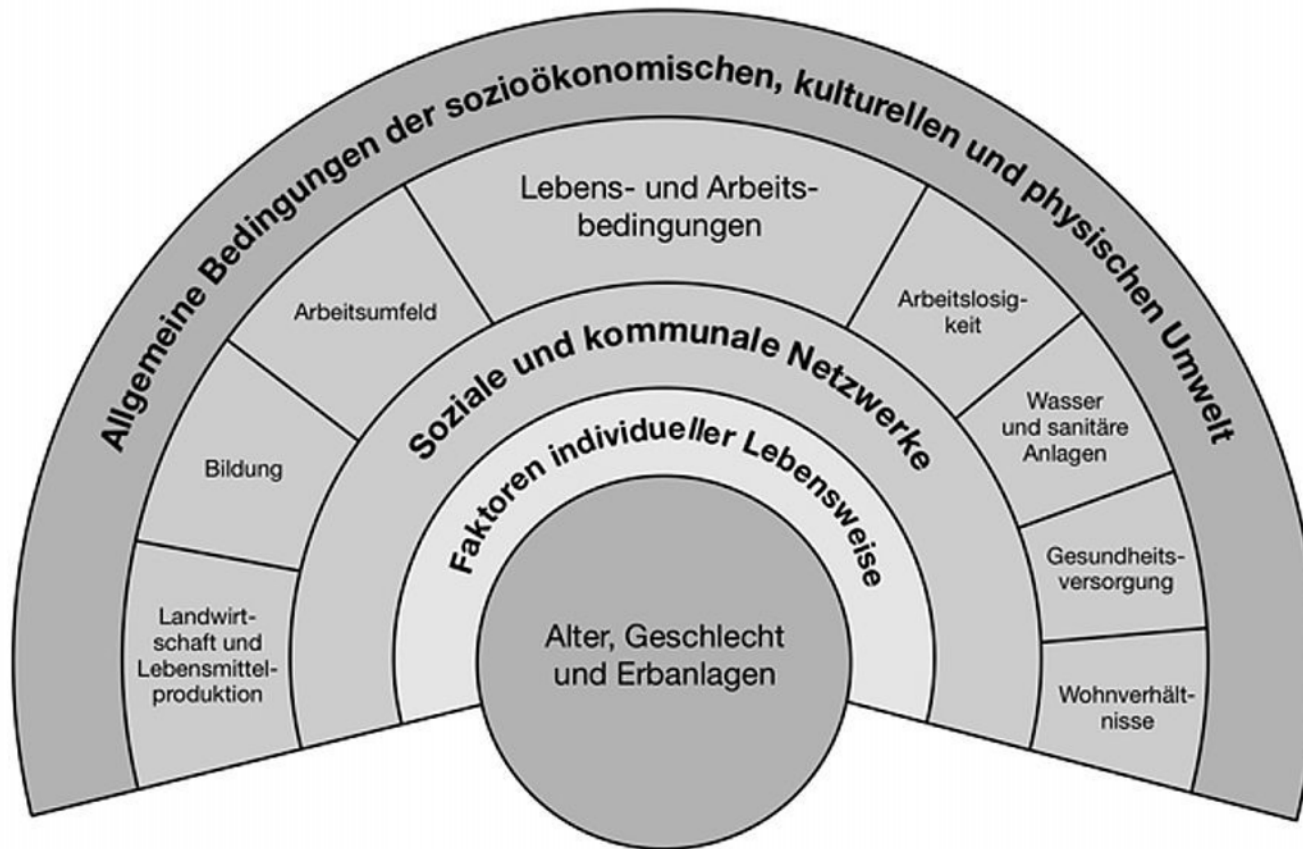 Allgemeine Bedingungen der sozioökonomischen, kulturellen und physischen Umwelt
Lebens- und Arbeits-
bedingungen
Arbeitsumfeld
Arbeitslosig-
keit
Bildung
Wasser
und sanitäre
Anlagen
Landwirt-
schaft und
Lebensmittel-
produktion
Gesundheits-
versorgung
Wohnverhält-
nisse
Soziale und kommunale Netzwerke
Faktoren individueller Lebensweise
Alter, Geschlecht
und Erbanlagen